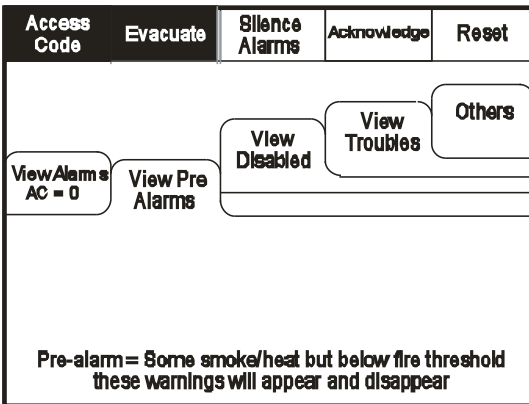 Access
Code
Evacuate
Silence
Alarms
Acknowledge
Reset
View Alarms
AC = 0
View Pre
Alarms
View
Disabled
View
Troubles
Others
Pre-alarm = Some smoke/heat but below fire threshold
these warnings will appear and disappear